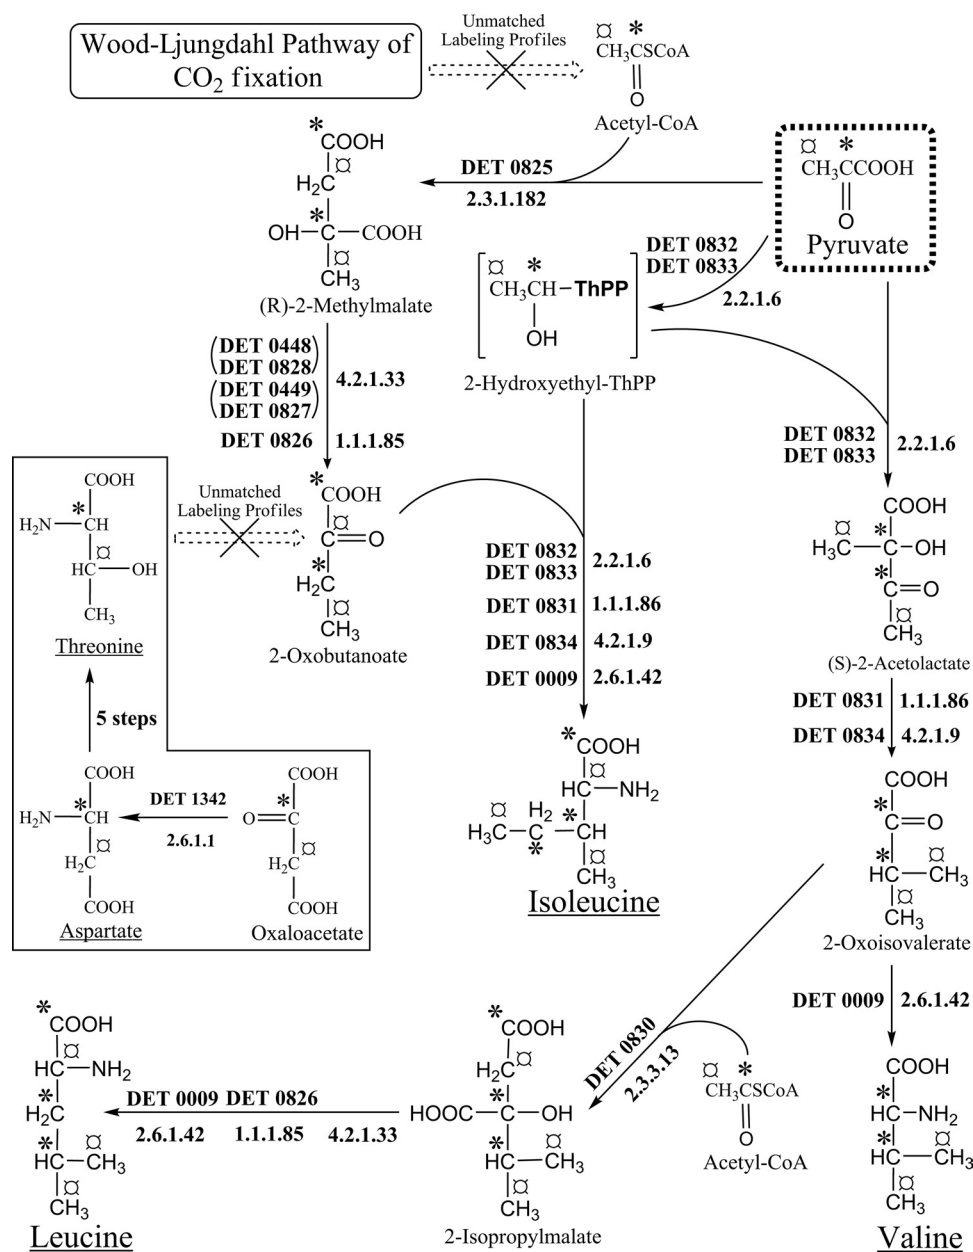 Wood-Ljungdahl Pathway of
CO2 fixation
Unmatched
Labeling Profiles
¤ *
CH3CSCoA
O
Acetyl-CoA
¤ *
CH3CCOOH
O
Pyruvate
DET 0825
2.3.1.182
*
COOH
¤
H2C
*
OH C COOH
¤
CH3
(R)-2-Methylmalate
DET 0832
DET 0833
2.2.1.6
¤ *
CH3CH-ThPP
OH
2-Hydroxyethyl-ThPP
(DET 0448
DET 0828)
(DET 0449
DET 0827)
4.2.1.33
DET 0826 1.1.1.85
DET 0832
DET 0833
2.2.1.6
COOH
*
H2N CH
¤
HC OH
CH3
Threonine
Unmatched
Labeling Profiles
*
COOH
¤
C=O
*
H2C
¤
CH3
2-Oxobutanoate
DET 0832
DET 0833
2.2.1.6
DET 0831 1.1.1.86
DET 0834 4.2.1.9
DET 0009 2.6.1.42
COOH
¤ *
H3C C OH
*
C=O
¤
CH3
(S)-2-Acetolactate
DET 0831 1.1.1.86
DET 0834 4.2.1.9
5 steps
COOH
*
H2N CH
¤
H2C
COOH
Aspartate
DET 1342
2.6.1.1
COOH
*
O=C
¤
H2C
COOH
Oxaloacetate
*
COOH
¤
HC-NH2
¤ H2 *
H3C C CH
* ¤
CH3
Isoleucine
COOH
*
C=O
* ¤
HC CH3
¤
CH3
2-Oxoisovalerate
DET 0009 2.6.1.42
DET 0830
2.3.3.13
¤ *
CH3CSCoA
O
Acetyl-CoA
*
COOH
¤
HC-NH2
*
H2C
* ¤
HC-CH3
¤
CH3
Leucine
DET 0009 DET 0826
2.6.1.42 1.1.1.85 4.2.1.33
*
COOH
H2C ¤
*
HOOC C OH
* ¤
HC CH3
¤
CH3
2-Isopropylmalate
COOH
*
HC-NH2
* ¤
HC CH3
¤
CH3
Valine